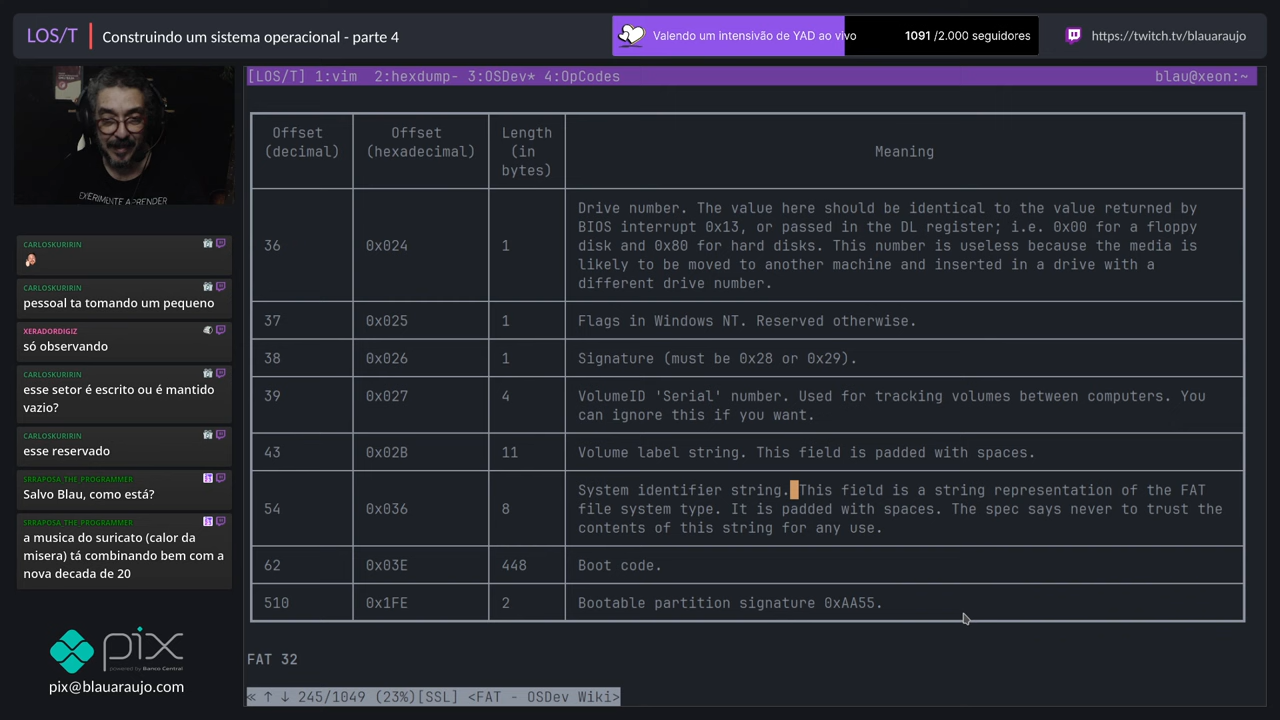 LOS/T
Construindo um sistema operacional - parte 4
Valendo um intensivão de YAD ao vivo
1091 /2.000 seguidores
https://twitch.tv/blauaraujo
[LOS/T] 1:vim 2:hexdump- 3:OSDev* 4:OpCodes
blau@xeon:~
EXPERIMENTE APRENDER
CARLOSKURIRIN
CARLOSKURIRIN
pessoal ta tomando um pequeno
XERADORDIGIZ
só observando
CARLOSKURIRIN
esse setor é escrito ou é mantido
vazio?
CARLOSKURIRIN
esse reservado
SRRAPOSA_THE_PROGRAMMER
Salvo Blau, como está?
SRRAPOSA_THE_PROGRAMMER
a musica do suricato (calor da
misera) tá combinando bem com a
nova decada de 20
pix
powered by Banco Central
pix@blauaraujo.com
Offset
(decimal)
Offset
(hexadecimal)
Length
(in
bytes)
Meaning
36
0x024
1
Drive number. The value here should be identical to the value returned by
BIOS interrupt 0x13, or passed in the DL register; i.e. 0x00 for a floppy
disk and 0x80 for hard disks. This number is useless because the media is
likely to be moved to another machine and inserted in a drive with a
different drive number.
37
0x025
1
Flags in Windows NT. Reserved otherwise.
38
0x026
1
Signature (must be 0x28 or 0x29).
39
0x027
4
VolumeID 'Serial' number. Used for tracking volumes between computers. You
can ignore this if you want.
43
0x02B
11
Volume label string. This field is padded with spaces.
54
0x036
8
System identifier string. This field is a string representation of the FAT
file system type. It is padded with spaces. The spec says never to trust the
contents of this string for any use.
62
0x03E
448
Boot code.
510
0x1FE
2
Bootable partition signature 0xAA55.
FAT 32
« ↑ ↓ 245/1049 (23%)[SSL] <FAT - OSDev Wiki>